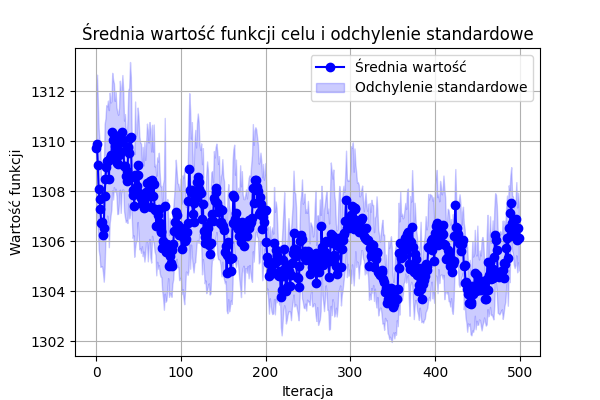 Średnia wartość funkcji celu i odchylenie standardowe
Średnia wartość
Odchylenie standardowe
Wartość funkcji
1312
1310
1308
1306
1304
1302
0 100 200 300 400 500
Iteracja